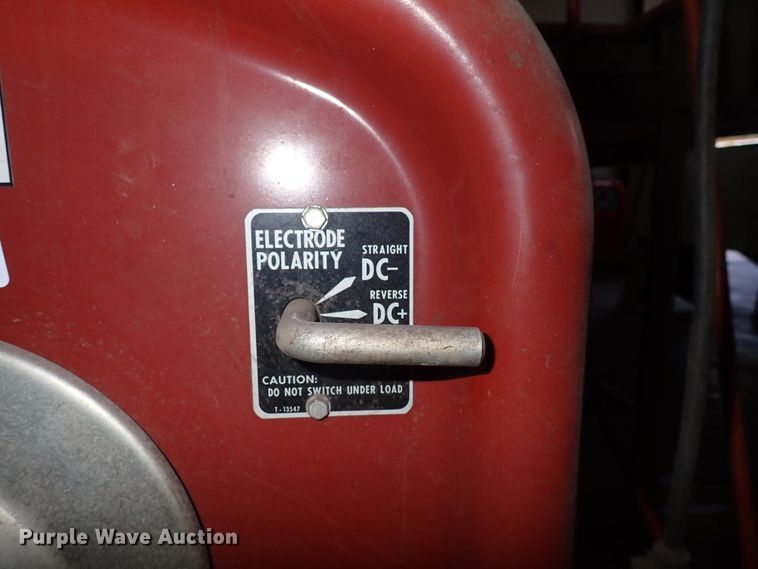 ELECTRODE
POLARITY
STRAIGHT
DC-
REVERSE
DC+
CAUTION:
DO NOT SWITCH UNDER LOAD
T-13547
Purple Wave Auction